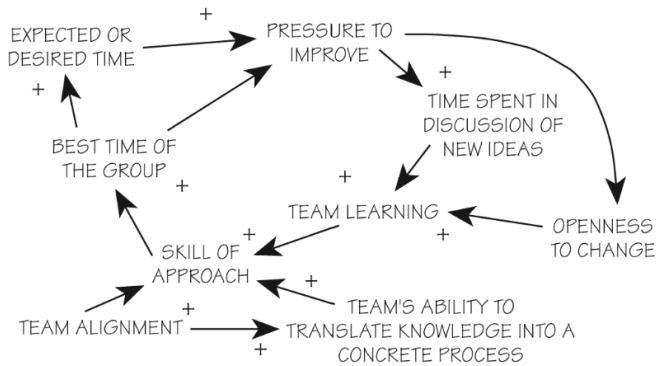 +
EXPECTED OR
DESIRED TIME
PRESSURE TO
IMPROVE
+
+
TIME SPENT IN
DISCUSSION OF
NEW IDEAS
BEST TIME OF
THE GROUP
+
+
TEAM LEARNING
+
OPENNESS
TO CHANGE
+
SKILL OF
APPROACH
+
+
TEAM ALIGNMENT
TEAM'S ABILITY TO
TRANSLATE KNOWLEDGE INTO A
CONCRETE PROCESS
+